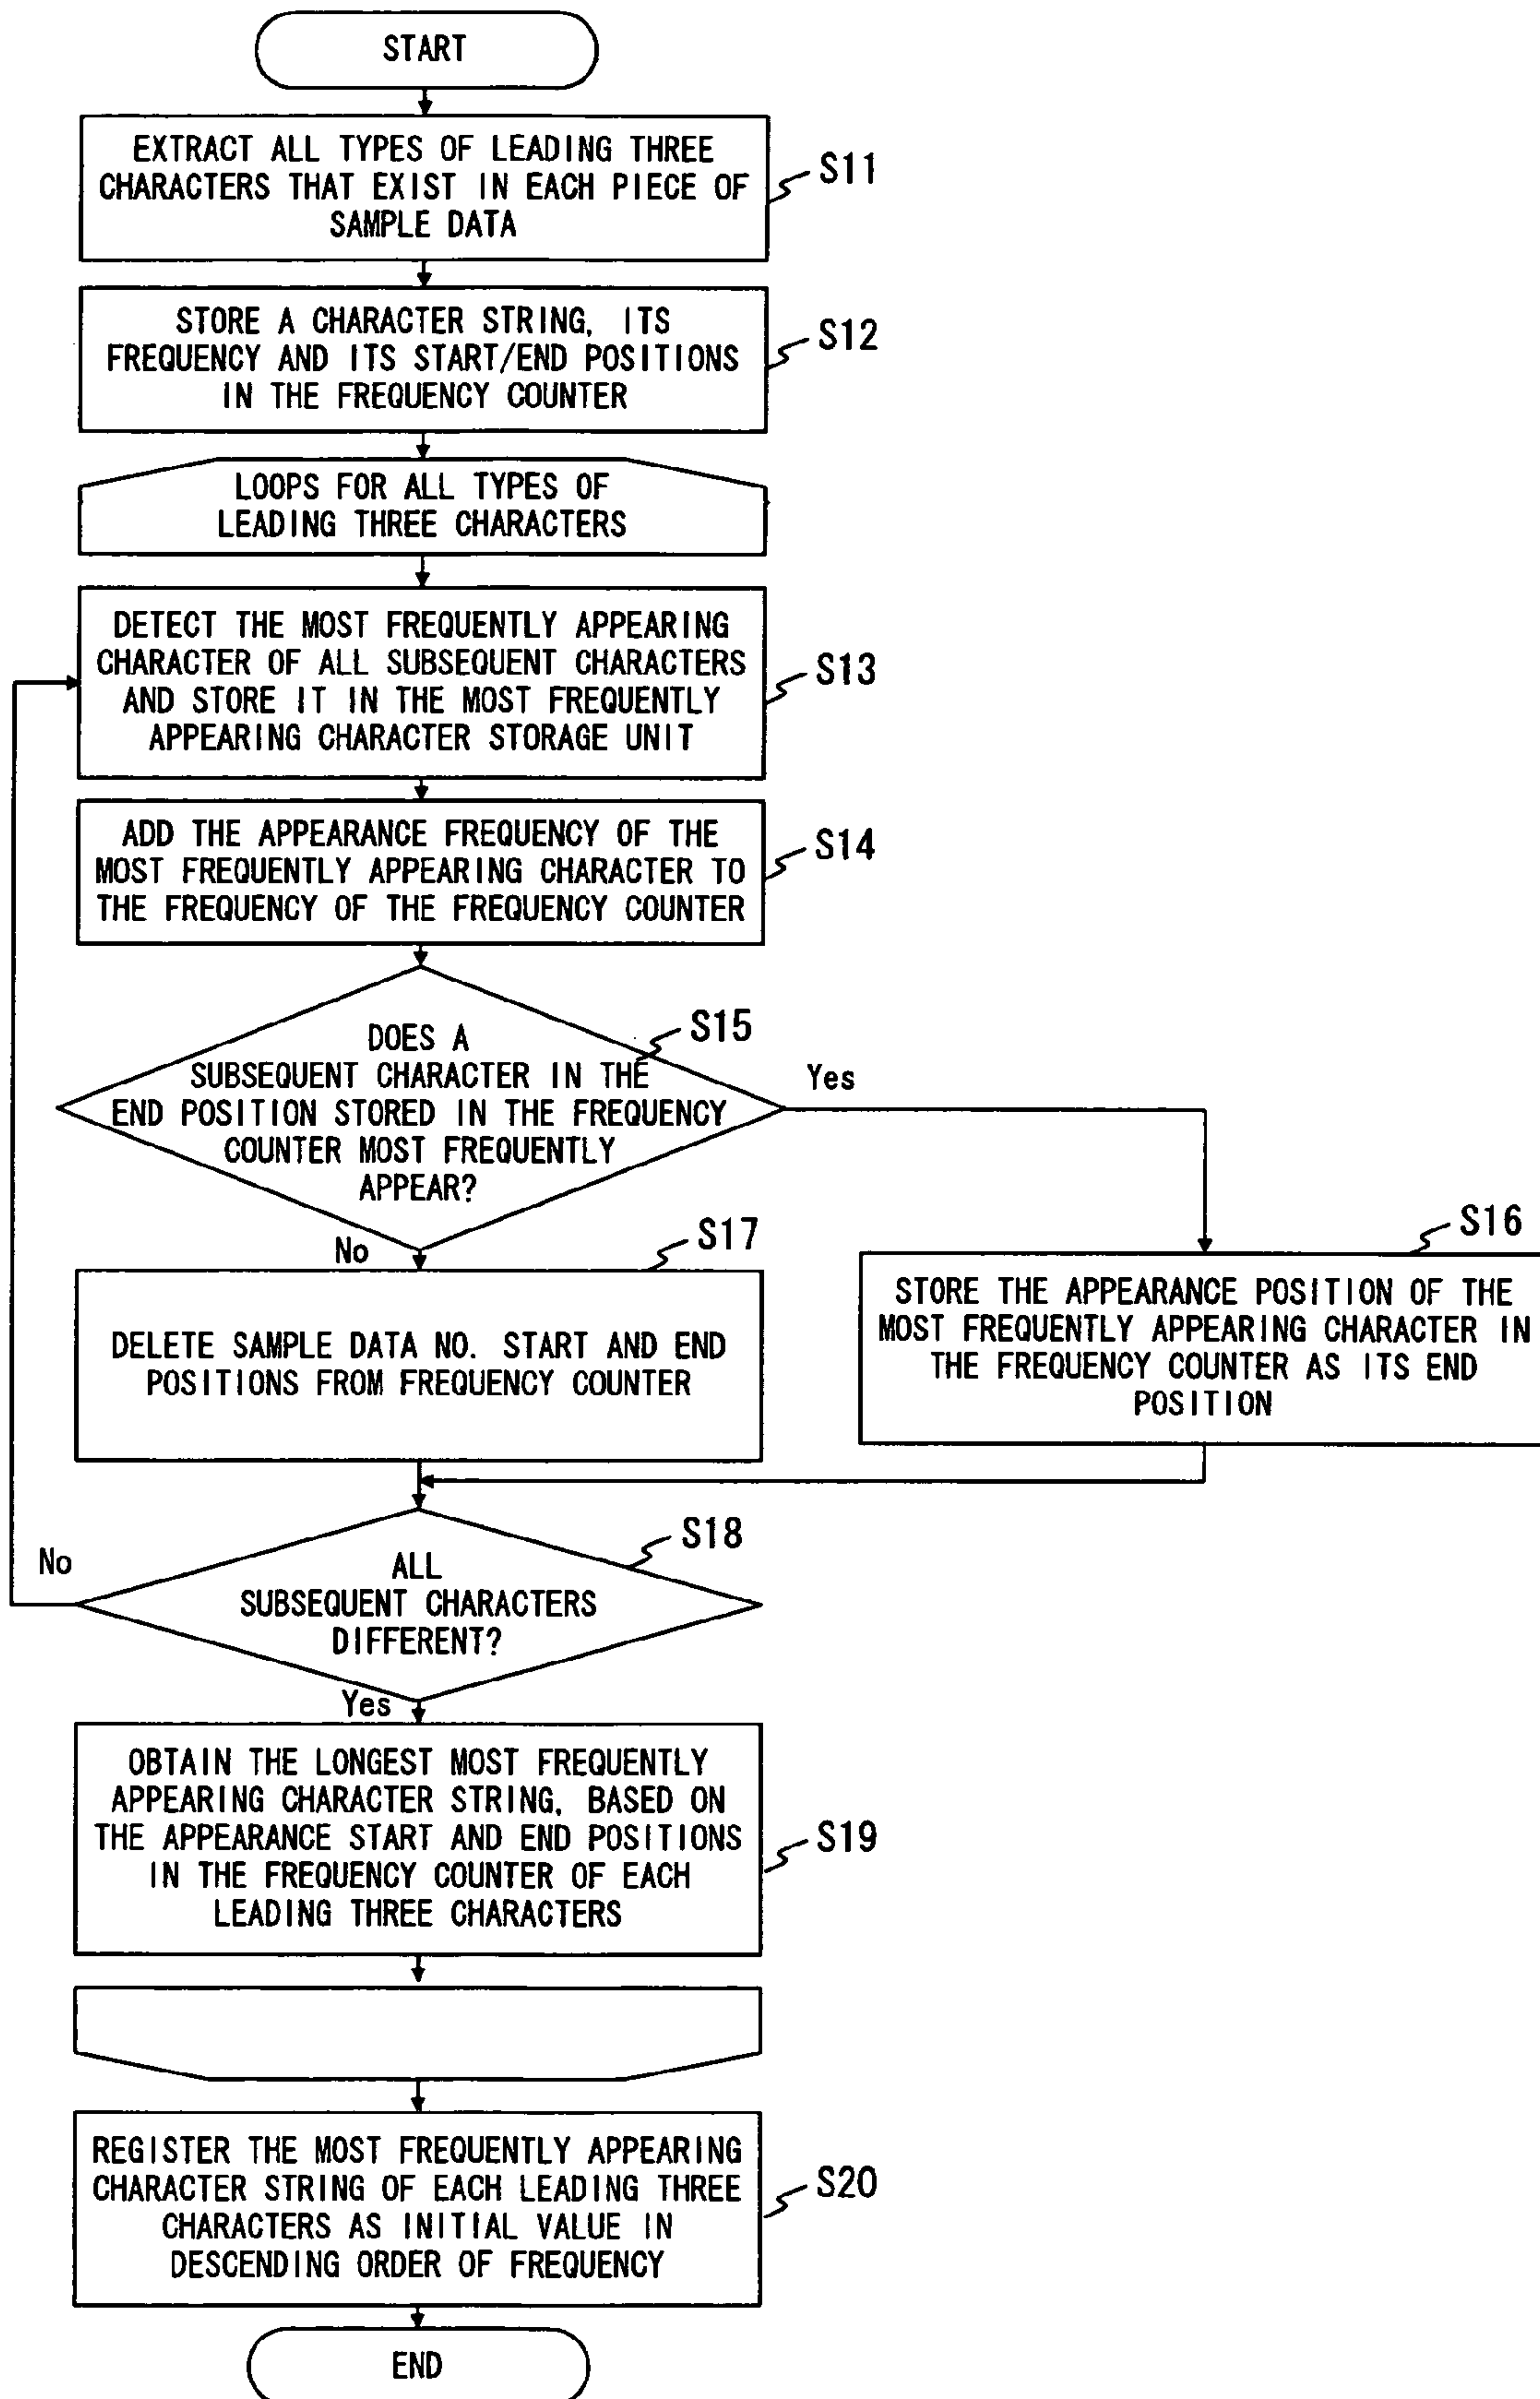 START
EXTRACT ALL TYPES OF LEADING THREE
CHARACTERS THAT EXIST IN EACH PIECE OF
SAMPLE DATA
S11
STORE A CHARACTER STRING, ITS
FREQUENCY AND ITS START/END POSITIONS
IN THE FREQUENCY COUNTER
S12
LOOPS FOR ALL TYPES OF
LEADING THREE CHARACTERS
DETECT THE MOST FREQUENTLY APPEARING
CHARACTER OF ALL SUBSEQUENT CHARACTERS
AND STORE IT IN THE MOST FREQUENTLY
APPEARING CHARACTER STORAGE UNIT
S13
ADD THE APPEARANCE FREQUENCY OF THE
MOST FREQUENTLY APPEARING CHARACTER TO
THE FREQUENCY OF THE FREQUENCY COUNTER
S14
DOES A
SUBSEQUENT CHARACTER IN THE
END POSITION STORED IN THE FREQUENCY
COUNTER MOST FREQUENTLY
APPEAR?
S15
Yes
No
S17
DELETE SAMPLE DATA NO. START AND END
POSITIONS FROM FREQUENCY COUNTER
S16
STORE THE APPEARANCE POSITION OF THE
MOST FREQUENTLY APPEARING CHARACTER IN
THE FREQUENCY COUNTER AS ITS END
POSITION
S18
No
ALL
SUBSEQUENT CHARACTERS
DIFFERENT?
Yes
OBTAIN THE LONGEST MOST FREQUENTLY
APPEARING CHARACTER STRING, BASED ON
THE APPEARANCE START AND END POSITIONS
IN THE FREQUENCY COUNTER OF EACH
LEADING THREE CHARACTERS
S19
REGISTER THE MOST FREQUENTLY APPEARING
CHARACTER STRING OF EACH LEADING THREE
CHARACTERS AS INITIAL VALUE IN
DESCENDING ORDER OF FREQUENCY
S20
END